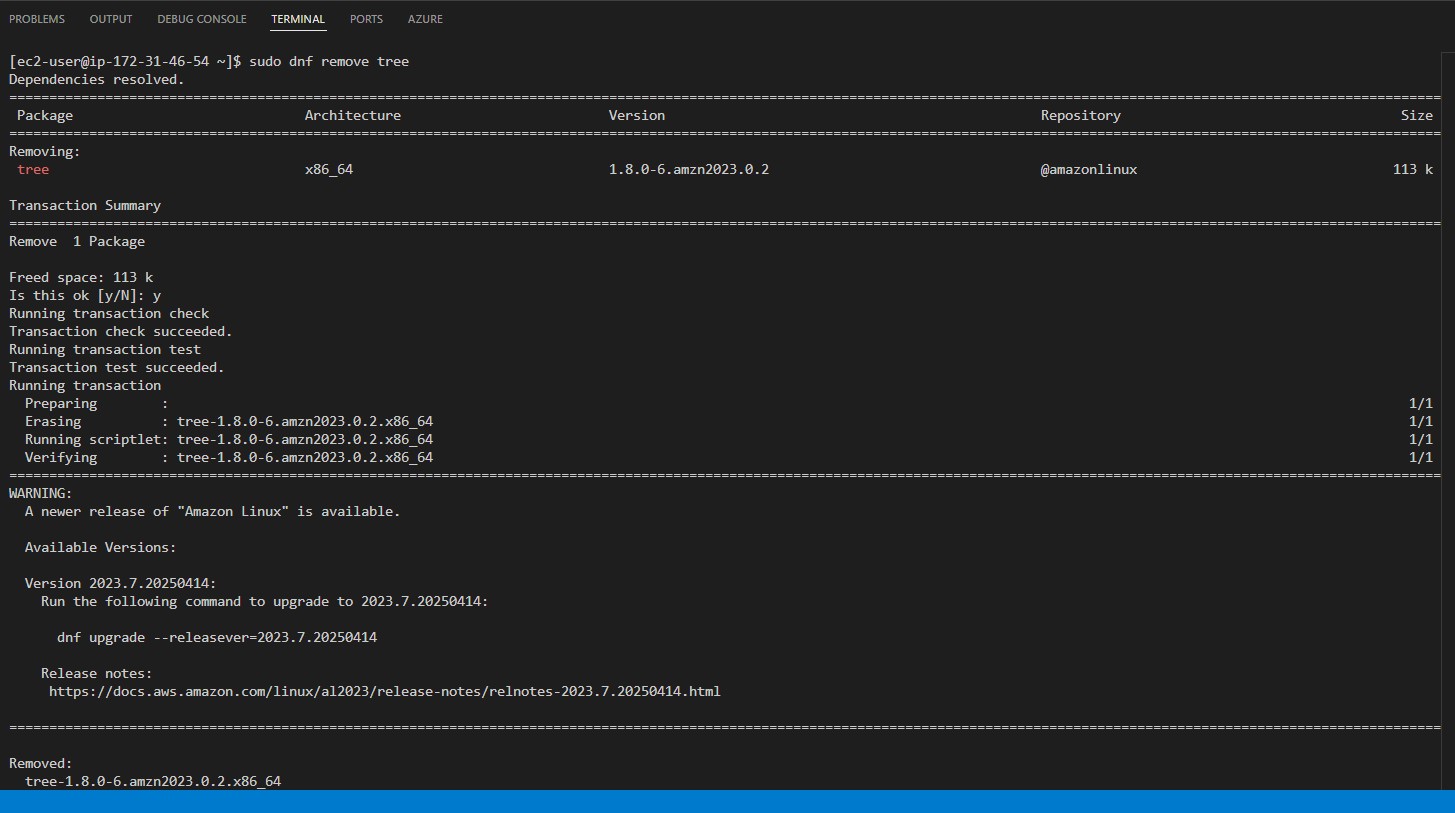 PROBLEMS OUTPUT DEBUG CONSOLE TERMINAL PORTS AZURE
[ec2-user@ip-172-31-46-54 ~]$ sudo dnf remove tree
Dependencies resolved.
Package Architecture Version Repository Size
Removing:
tree x86_64 1.8.0-6.amzn2023.0.2 @amazonlinux 113 k
Transaction Summary
Remove 1 Package
Freed space: 113 k
Is this ok [y/N]: y
Running transaction check
Transaction check succeeded.
Running transaction test
Transaction test succeeded.
Running transaction
Preparing : 1/1
Erasing : tree-1.8.0-6.amzn2023.0.2.x86_64 1/1
Running scriptlet: tree-1.8.0-6.amzn2023.0.2.x86_64 1/1
Verifying : tree-1.8.0-6.amzn2023.0.2.x86_64 1/1
WARNING:
A newer release of "Amazon Linux" is available.
Available Versions:
Version 2023.7.20250414:
Run the following command to upgrade to 2023.7.20250414:
dnf upgrade --releasever=2023.7.20250414
Release notes:
https://docs.aws.amazon.com/linux/al2023/release-notes/relnotes-2023.7.20250414.html
Removed:
tree-1.8.0-6.amzn2023.0.2.x86_64